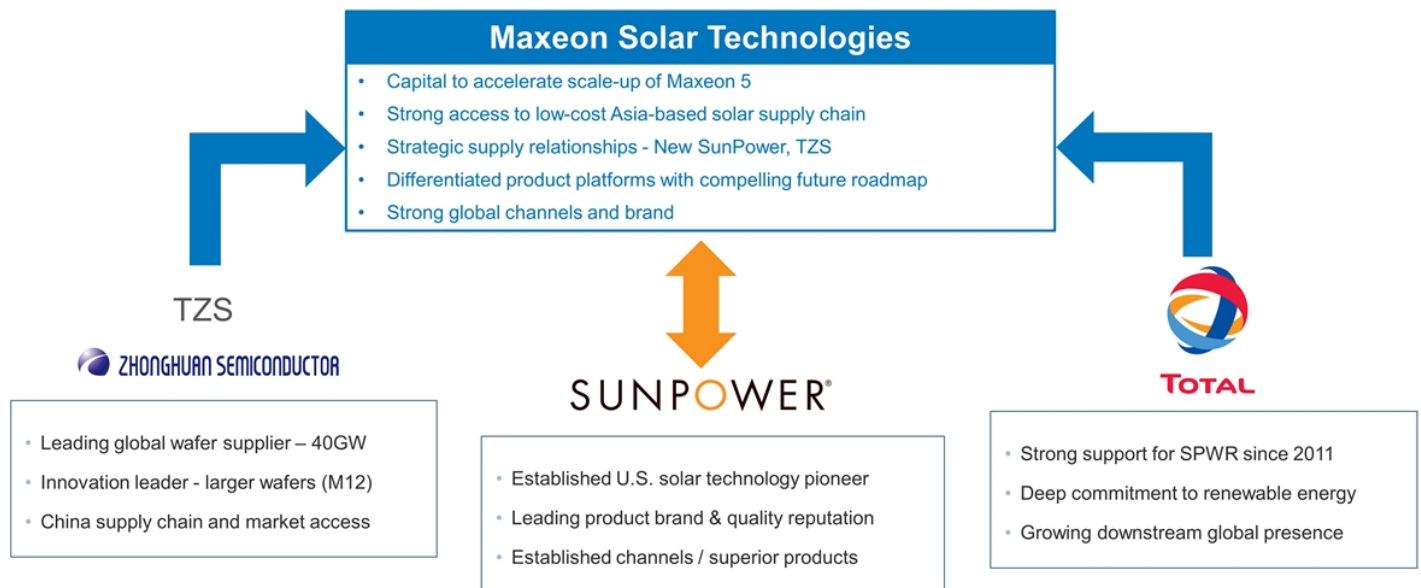 Maxeon Solar Technologies
• Capital to accelerate scale-up of Maxeon 5
• Strong access to low-cost Asia-based solar supply chain
• Strategic supply relationships - New SunPower, TZS
• Differentiated product platforms with compelling future roadmap
• Strong global channels and brand
TZS
ZHONGHUAN SEMICONDUCTOR
• Leading global wafer supplier – 40GW
• Innovation leader - larger wafers (M12)
• China supply chain and market access
SUNPOWER®
• Established U.S. solar technology pioneer
• Leading product brand & quality reputation
• Established channels / superior products
TOTAL
• Strong support for SPWR since 2011
• Deep commitment to renewable energy
• Growing downstream global presence